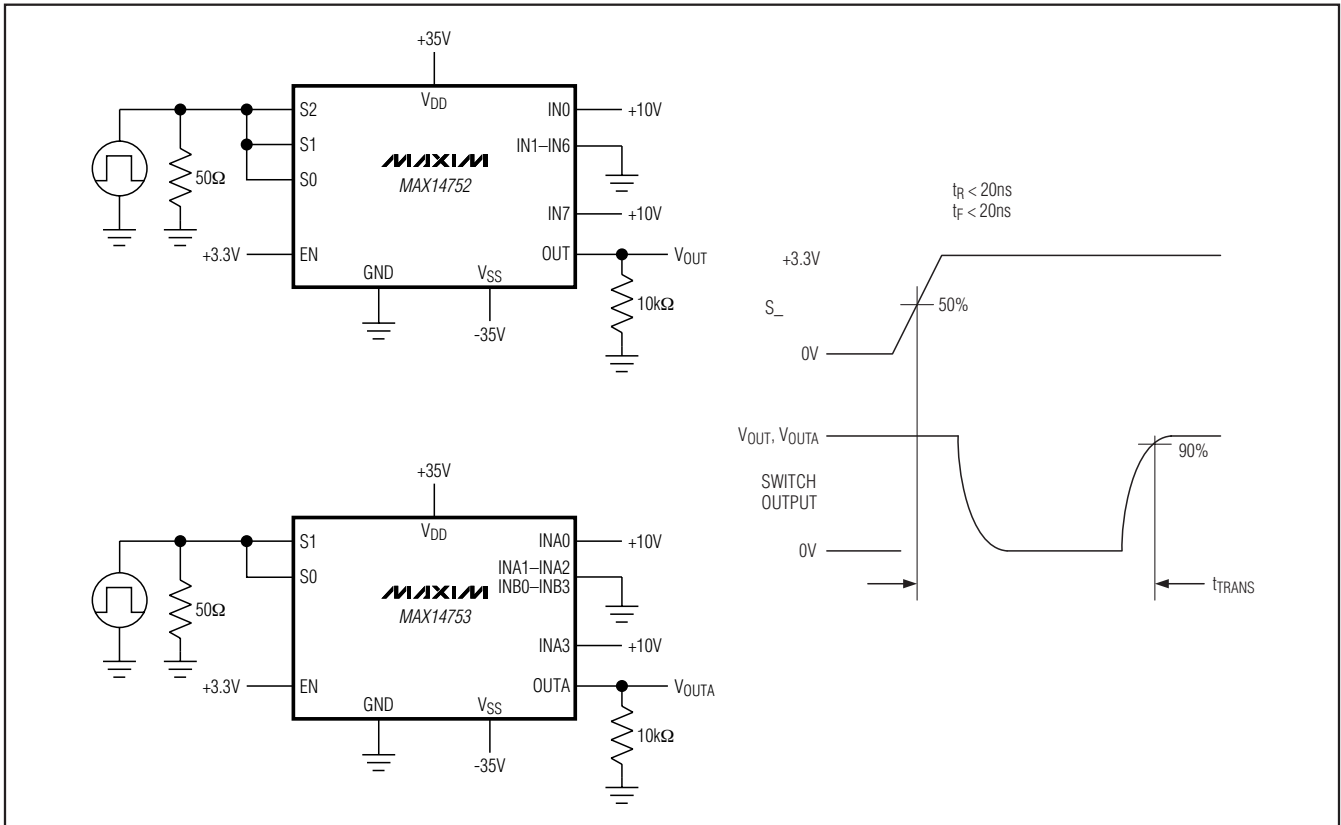 +35V
VDD
S2
S1
S0
50Ω
+3.3V
EN
MAXIM
MAX14752
IN0
+10V
IN1–IN6
IN7
+10V
OUT
VOUT
10kΩ
GND
VSS
-35V
+35V
VDD
S1
S0
50Ω
+3.3V
EN
MAXIM
MAX14753
INA0
+10V
INA1–INA2
INB0–INB3
INA3
+10V
OUTA
VOUTA
10kΩ
GND
VSS
-35V
tR < 20ns
tF < 20ns
+3.3V
S_
50%
0V
VOUT, VOUTA
90%
SWITCH
OUTPUT
0V
tTRANS